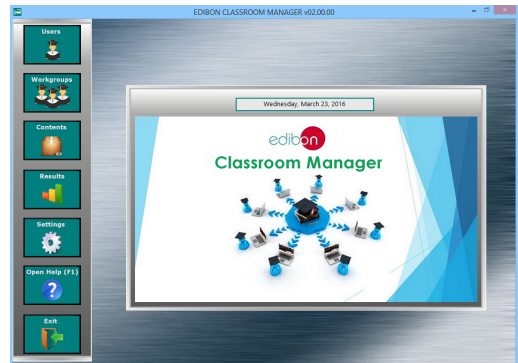 EDIBON CLASSROOM MANAGER v02.00.00
Users
Workgroups
Contents
Results
Settings
Open Help (F1)
Exit
Wednesday, March 23, 2016
edibon
Classroom Manager